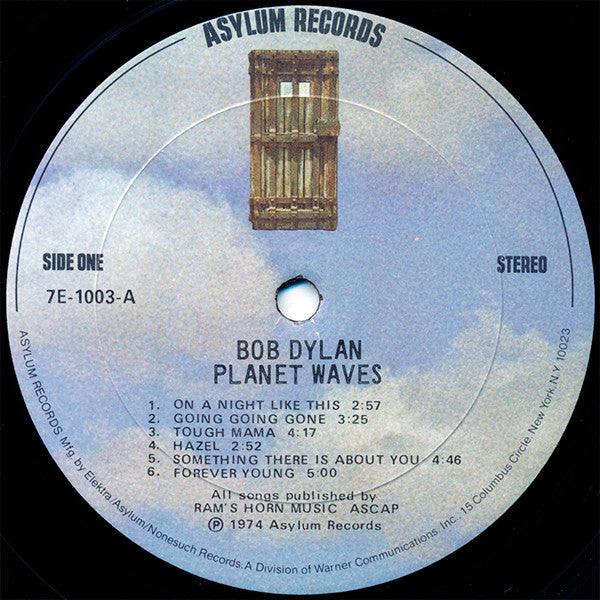 ASYLUM RECORDS
SIDE ONE
STEREO
7E-1003-A
BOB DYLAN
PLANET WAVES
1. ON A NIGHT LIKE THIS 2:57
2. GOING GOING GONE 3:25
3. TOUGH MAMA 4:17
4. HAZEL 2:52
5. SOMETHING THERE IS ABOUT YOU 4:46
6. FOREVER YOUNG 5:00
All songs published by
RAM'S HORN MUSIC ASCAP
Ⓟ 1974 Asylum Records
ASYLUM RECORDS Mfg. by Elektra/Asylum/Nonesuch Records. A Division of Warner Communications, Inc. · 15 Columbus Circle New York. N.Y. 10023